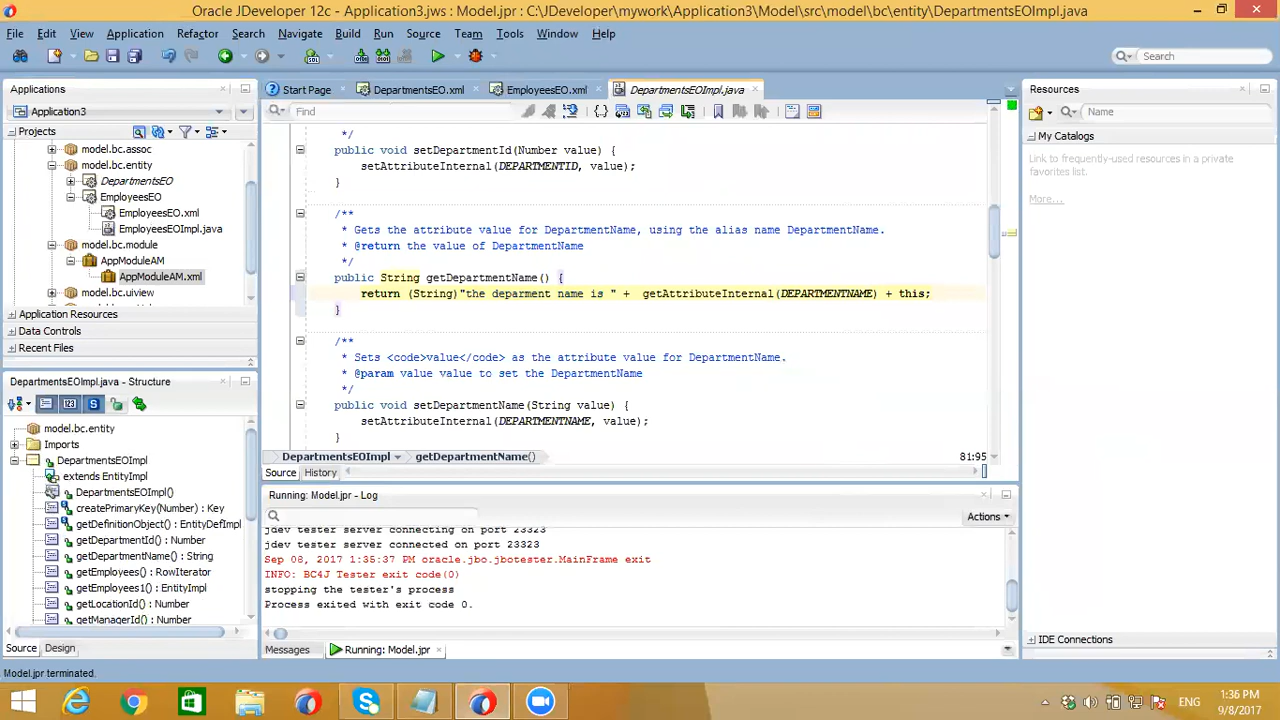 Oracle JDeveloper 12c - Application3.jws : Model.jpr : C:\JDeveloper\mywork\Application3\Model\src\model\bc\entity\DepartmentsEOImpl.java
File Edit View Application Refactor Search Navigate Build Run Source Team Tools Window Help
Search
Applications
Start Page
DepartmentsEO.xml
EmployeesEO.xml
DepartmentsEOImpl.java
Resources
Application3
Find
Name
Projects
My Catalogs
Link to frequently-used resources in a private
favorites list.
More...
model.bc.assoc
model.bc.entity
DepartmentsEO
EmployeesEO
EmployeesEO.xml
EmployeesEOImpl.java
model.bc.module
AppModuleAM
AppModuleAM.xml
model.bc.uiview
Application Resources
Data Controls
Recent Files
*/
public void setDepartmentId(Number value) {
setAttributeInternal(DEPARTMENTID, value);
}
/**
* Gets the attribute value for DepartmentName, using the alias name DepartmentName.
* @return the value of DepartmentName
*/
public String getDepartmentName() {
return (String)"the deparment name is " + getAttributeInternal(DEPARTMENTNAME) + this;
}
/**
* Sets <code>value</code> as the attribute value for DepartmentName.
* @param value value to set the DepartmentName
*/
public void setDepartmentName(String value) {
setAttributeInternal(DEPARTMENTNAME, value);
}
DepartmentsEOImpl
getDepartmentName()
81:95
Source History
DepartmentsEOImpl.java - Structure
model.bc.entity
Imports
DepartmentsEOImpl
extends EntityImpl
DepartmentsEOImpl()
createPrimaryKey(Number) : Key
getDefinitionObject() : EntityDefImpl
getDepartmentId() : Number
getDepartmentName() : String
getEmployees() : RowIterator
getEmployees1() : EntityImpl
getLocationId() : Number
getManagerId() : Number
Source Design
Running: Model.jpr - Log
Actions
jdev tester server connecting on port 23323
jdev tester server connected on port 23323
Sep 08, 2017 1:35:37 PM oracle.jbo.jbotester.MainFrame exit
INFO: BC4J Tester exit code(0)
stopping the tester's process
Process exited with exit code 0.
Messages
Running: Model.jpr
IDE Connections
Model.jpr terminated.
ENG
1:36 PM
9/8/2017